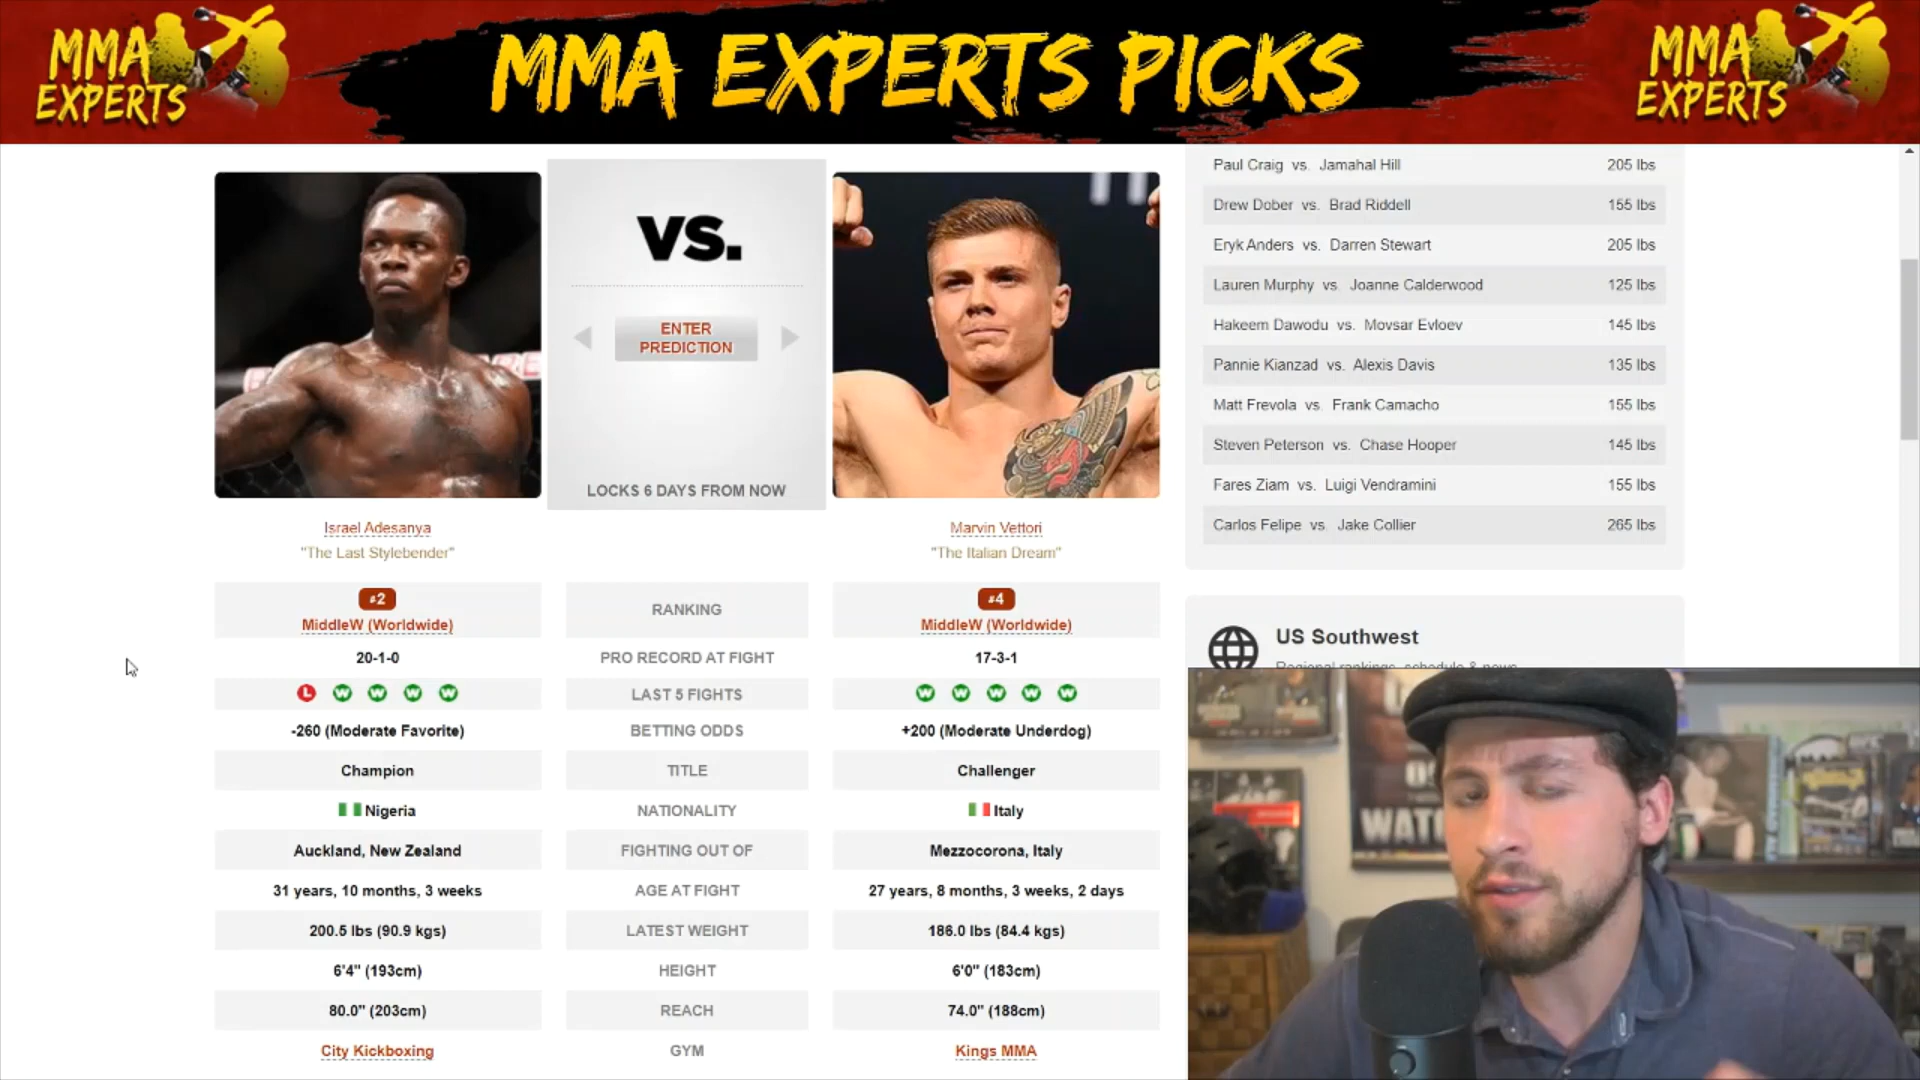 MMA
EXPERTS
MMA EXPERTS PICKS
MMA
EXPERTS
VS.
ENTER
PREDICTION
LOCKS 6 DAYS FROM NOW
Israel Adesanya
"The Last Stylebender"
Marvin Vettori
"The Italian Dream"
#2
MiddleW (Worldwide)
RANKING
#4
MiddleW (Worldwide)
20-1-0 PRO RECORD AT FIGHT 17-3-1
L W W W W LAST 5 FIGHTS W W W W W
-260 (Moderate Favorite) BETTING ODDS +200 (Moderate Underdog)
Champion TITLE Challenger
Nigeria NATIONALITY Italy
Auckland, New Zealand FIGHTING OUT OF Mezzocorona, Italy
31 years, 10 months, 3 weeks AGE AT FIGHT 27 years, 8 months, 3 weeks, 2 days
200.5 lbs (90.9 kgs) LATEST WEIGHT 186.0 lbs (84.4 kgs)
6'4" (193cm) HEIGHT 6'0" (183cm)
80.0" (203cm) REACH 74.0" (188cm)
City Kickboxing GYM Kings MMA
Paul Craig vs. Jamahal Hill 205 lbs
Drew Dober vs. Brad Riddell 155 lbs
Eryk Anders vs. Darren Stewart 205 lbs
Lauren Murphy vs. Joanne Calderwood 125 lbs
Hakeem Dawodu vs. Movsar Evloev 145 lbs
Pannie Kianzad vs. Alexis Davis 135 lbs
Matt Frevola vs. Frank Camacho 155 lbs
Steven Peterson vs. Chase Hooper 145 lbs
Fares Ziam vs. Luigi Vendramini 155 lbs
Carlos Felipe vs. Jake Collier 265 lbs
US Southwest
Regional rankings, schedule & news